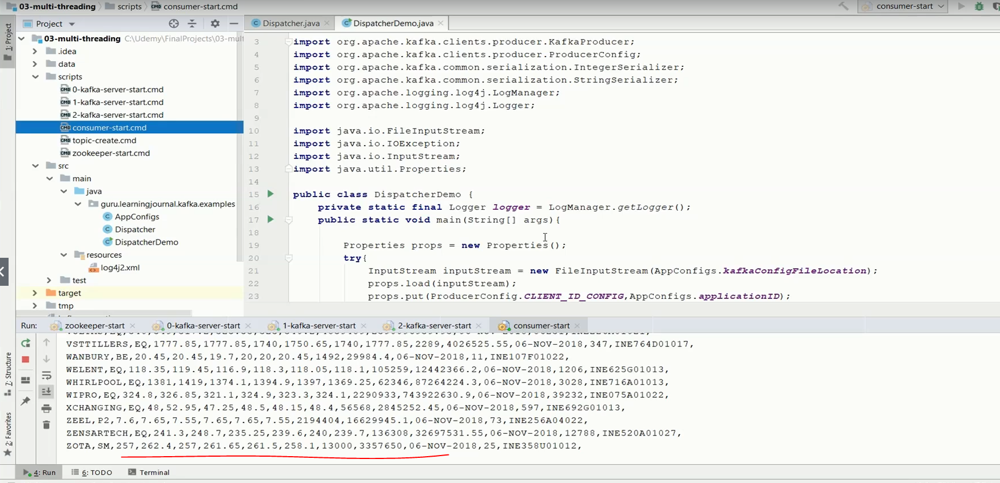 03-multi-threading scripts consumer-start.cmd
consumer-start
1: Project
Project
Dispatcher.java
DispatcherDemo.java
03-multi-threading C:\Udemy\FinalProjects\03-mult
.idea
data
scripts
0-kafka-server-start.cmd
1-kafka-server-start.cmd
2-kafka-server-start.cmd
consumer-start.cmd
topic-create.cmd
zookeeper-start.cmd
src
main
java
guru.learningjournal.kafka.examples
AppConfigs
Dispatcher
DispatcherDemo
resources
log4j2.xml
test
target
tmp
3 import org.apache.kafka.clients.producer.KafkaProducer;
4 import org.apache.kafka.clients.producer.ProducerConfig;
5 import org.apache.kafka.common.serialization.IntegerSerializer;
6 import org.apache.kafka.common.serialization.StringSerializer;
7 import org.apache.logging.log4j.LogManager;
8 import org.apache.logging.log4j.Logger;
9
10 import java.io.FileInputStream;
11 import java.io.IOException;
12 import java.io.InputStream;
13 import java.util.Properties;
14
15 public class DispatcherDemo {
16 private static final Logger logger = LogManager.getLogger();
17 public static void main(String[] args){
18
19 Properties props = new Properties();
20 try{
21 InputStream inputStream = new FileInputStream(AppConfigs.kafkaConfigFileLocation);
22 props.load(inputStream);
23 props.put(ProducerConfig.CLIENT_ID_CONFIG,AppConfigs.applicationID);
Run: zookeeper-start 0-kafka-server-start 1-kafka-server-start 2-kafka-server-start consumer-start
VSTTILLERS,EQ,1777.85,1777.85,1740,1750.65,1740,1777.85,2289,4026525.55,06-NOV-2018,347,INE764D01017,
WANBURY,BE,20.45,20.45,19.7,20,20,20.45,1492,29984.4,06-NOV-2018,11,INE107F01022,
WELENT,EQ,118.35,119.45,116.9,118.3,118.05,118.1,105259,12442366.2,06-NOV-2018,1206,INE625G01013,
WHIRLPOOL,EQ,1381,1419,1374.1,1394.9,1397,1369.25,62346,87264224.3,06-NOV-2018,3028,INE716A01013,
WIPRO,EQ,324.8,326.85,321.1,324.9,323.3,324.1,2290933,743922630.9,06-NOV-2018,39232,INE075A01022,
XCHANGING,EQ,48,52.95,47.25,48.5,48.15,48.4,56568,2845252.45,06-NOV-2018,597,INE692G01013,
ZEEL,P2,7.6,7.65,7.55,7.65,7.65,7.55,2194404,16629945.1,06-NOV-2018,73,INE256A04022,
ZENSARTECH,EQ,241.3,248.7,235.25,239.6,240,239.7,136308,32697531.55,06-NOV-2018,12788,INE520A01027,
ZOTA,SM,257,262.4,257,261.65,261.5,258.1,13000,3357650,06-NOV-2018,25,INE358U01012,
7: Structure
2: Favorites
4: Run 6: TODO Terminal